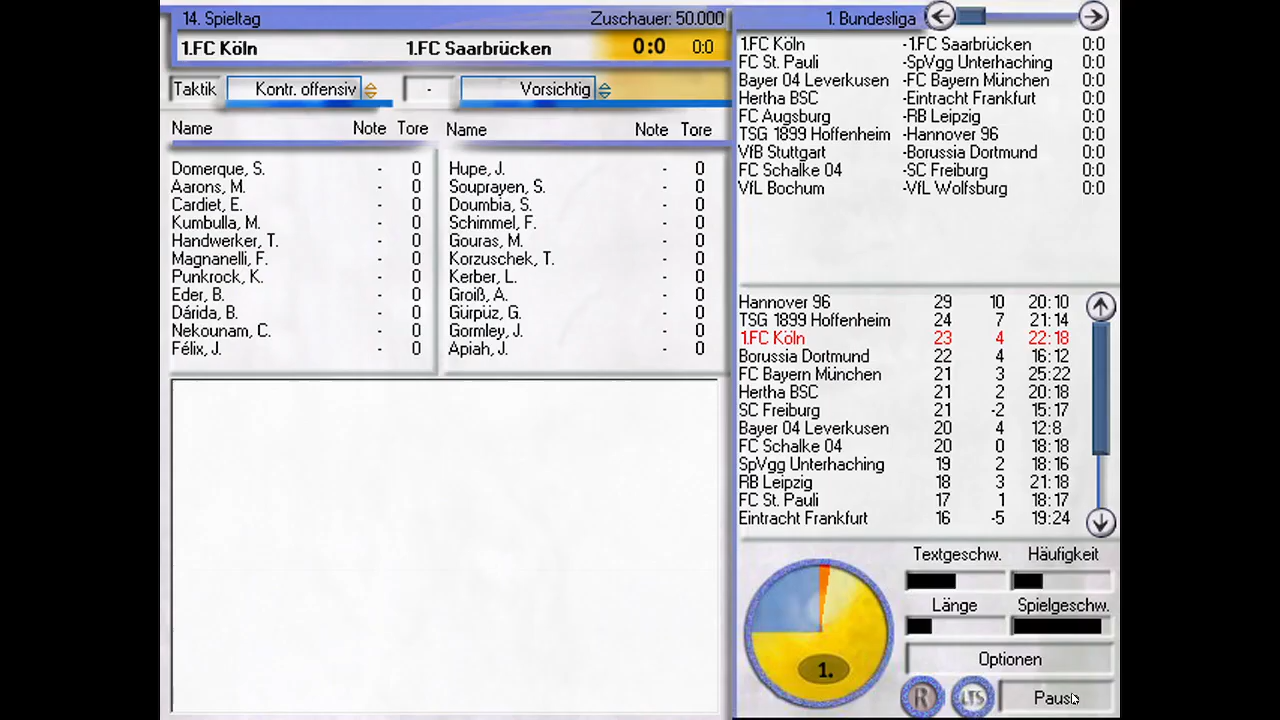 14. Spieltag Zuschauer: 50.000
1.FC Köln 1.FC Saarbrücken 0:0 0:0
Taktik Kontr. offensiv - Vorsichtig
Name Note Tore Name Note Tore
Domerque, S. - 0 Hupe, J. - 0
Aarons, M. - 0 Souprayen, S. - 0
Cardiet, E. - 0 Doumbia, S. - 0
Kumbulla, M. - 0 Schimmel, F. - 0
Handwerker, T. - 0 Gouras, M. - 0
Magnanelli, F. - 0 Korzuschek, T. - 0
Punkrock, K. - 0 Kerber, L. - 0
Eder, B. - 0 Groiß, A. - 0
Dárida, B. - 0 Gürpüz, G. - 0
Nekounam, C. - 0 Gormley, J. - 0
Félix, J. - 0 Apiah, J. - 0
1. Bundesliga
1.FC Köln -1.FC Saarbrücken 0:0
FC St. Pauli -SpVgg Unterhaching 0:0
Bayer 04 Leverkusen -FC Bayern München 0:0
Hertha BSC -Eintracht Frankfurt 0:0
FC Augsburg -RB Leipzig 0:0
TSG 1899 Hoffenheim -Hannover 96 0:0
VfB Stuttgart -Borussia Dortmund 0:0
FC Schalke 04 -SC Freiburg 0:0
VfL Bochum -VfL Wolfsburg 0:0
Hannover 96 29 10 20:10
TSG 1899 Hoffenheim 24 7 21:14
1.FC Köln 23 4 22:18
Borussia Dortmund 22 4 16:12
FC Bayern München 21 3 25:22
Hertha BSC 21 2 20:18
SC Freiburg 21 -2 15:17
Bayer 04 Leverkusen 20 4 12:8
FC Schalke 04 20 0 18:18
SpVgg Unterhaching 19 2 18:16
RB Leipzig 18 3 21:18
FC St. Pauli 17 1 18:17
Eintracht Frankfurt 16 -5 19:24
Textgeschw. Häufigkeit
Länge Spielgeschw.
1.
Optionen
R LTS Pause